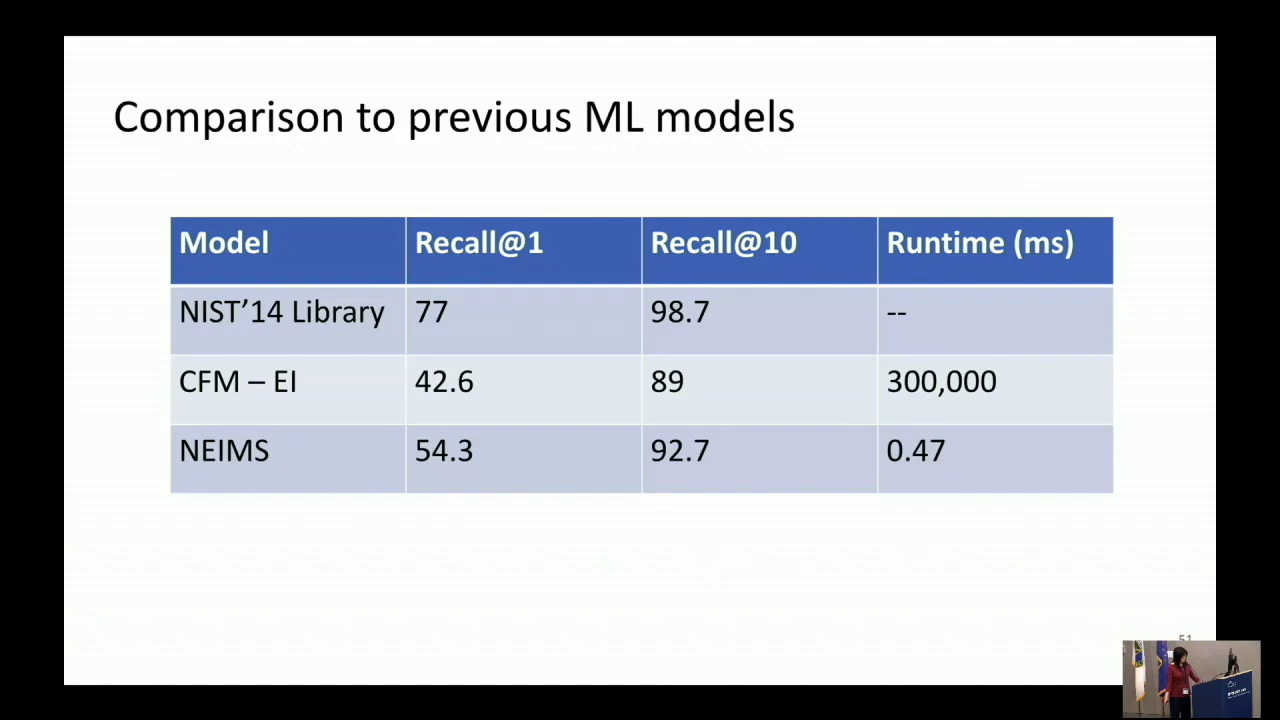 Comparison to previous ML models
Model Recall@1 Recall@10 Runtime (ms)
NIST’14 Library 77 98.7 --
CFM – EI 42.6 89 300,000
NEIMS 54.3 92.7 0.47
51